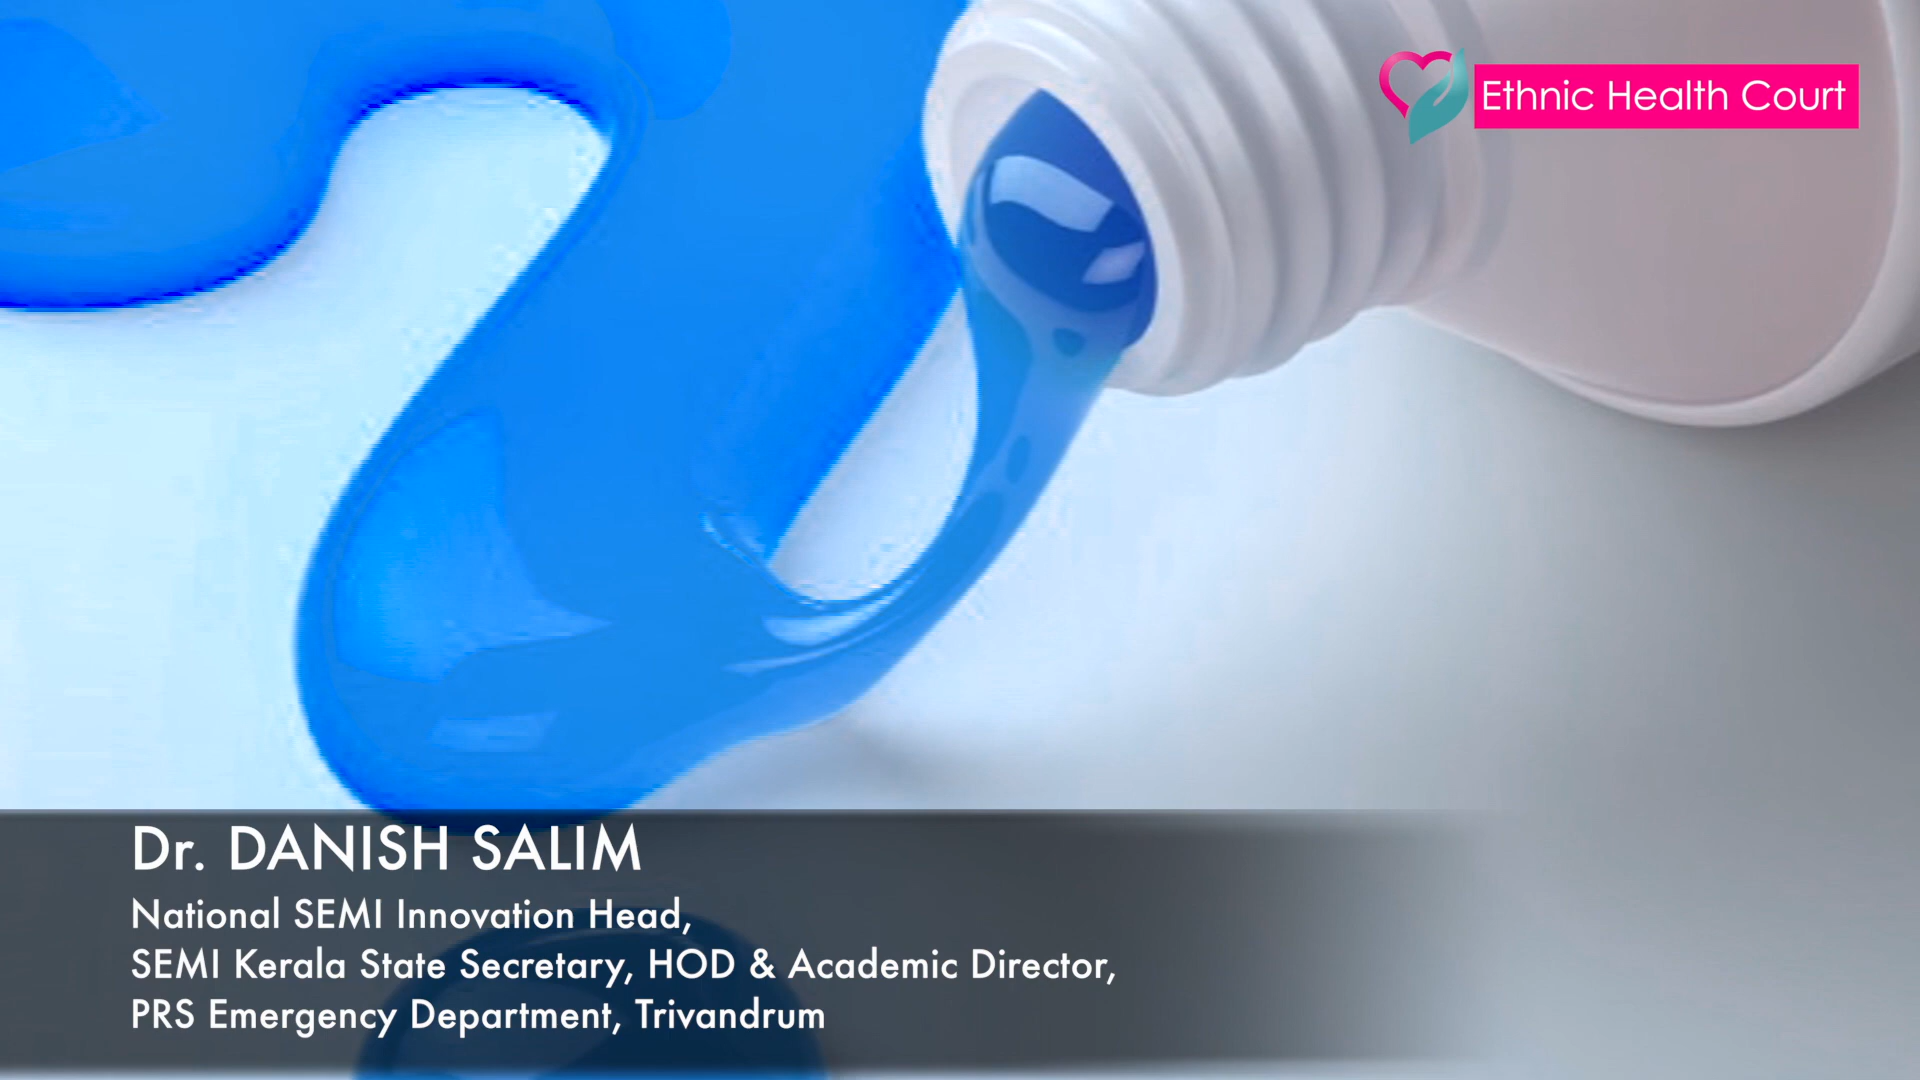 Ethnic Health Court
Dr. DANISH SALIM
National SEMI Innovation Head,
SEMI Kerala State Secretary, HOD & Academic Director,
PRS Emergency Department, Trivandrum